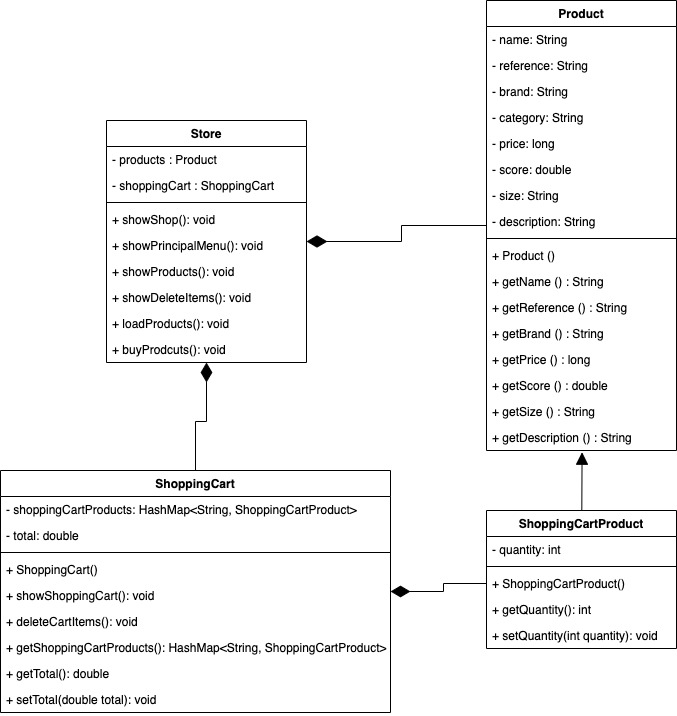 Product
- name: String
- reference: String
- brand: String
- category: String
- price: long
- score: double
- size: String
- description: String
+ Product ()
+ getName () : String
+ getReference () : String
+ getBrand () : String
+ getPrice () : long
+ getScore () : double
+ getSize () : String
+ getDescription () : String
Store
- products : Product
- shoppingCart : ShoppingCart
+ showShop(): void
+ showPrincipalMenu(): void
+ showProducts(): void
+ showDeleteItems(): void
+ loadProducts(): void
+ buyProdcuts(): void
ShoppingCart
- shoppingCartProducts: HashMap<String, ShoppingCartProduct>
- total: double
+ ShoppingCart()
+ showShoppingCart(): void
+ deleteCartItems(): void
+ getShoppingCartProducts(): HashMap<String, ShoppingCartProduct>
+ getTotal(): double
+ setTotal(double total): void
ShoppingCartProduct
- quantity: int
+ ShoppingCartProduct()
+ getQuantity(): int
+ setQuantity(int quantity): void